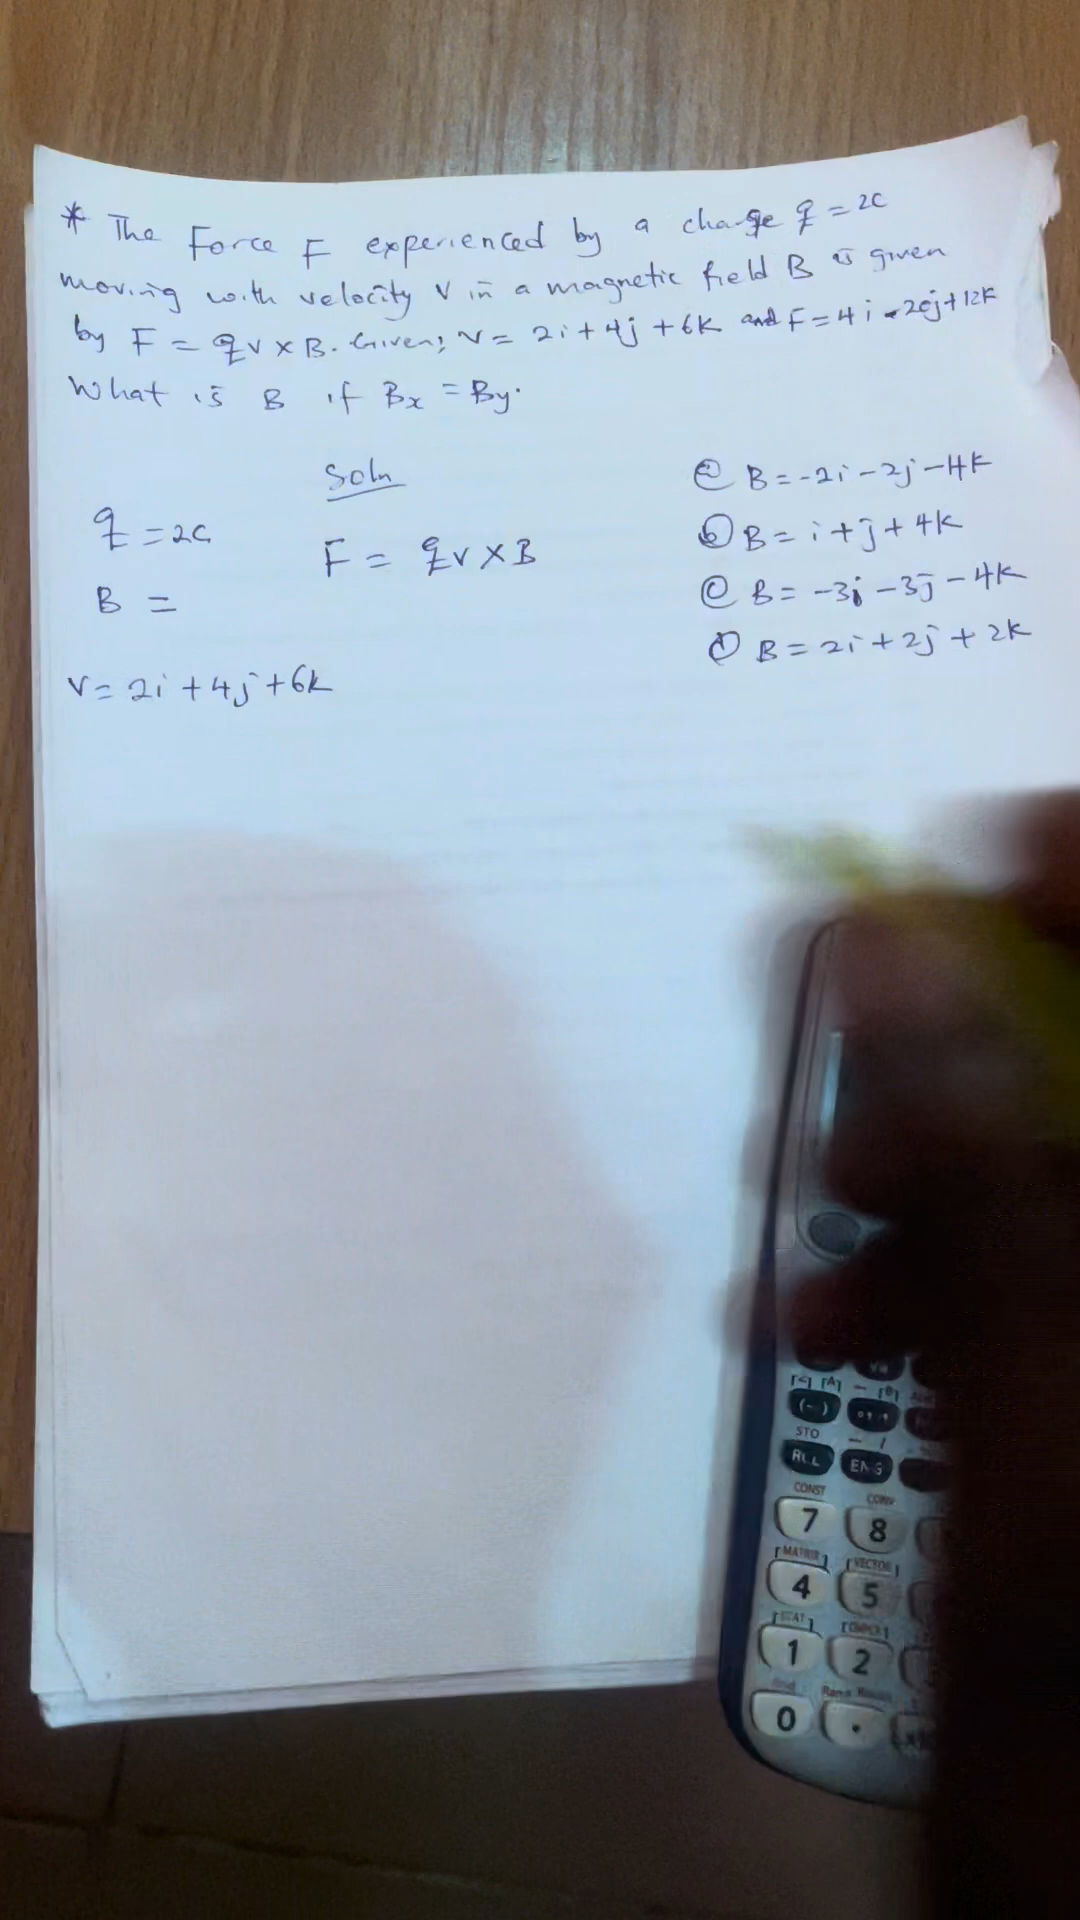 * The Force F experienced by a charge q = 2C
moving with velocity v in a magnetic field B is given
by F = qv x B. Given; v = 2i + 4j + 6k and F = 4i - 20j + 12k
What is B if Bx = By.
Soln
q = 2C
F = qv x B
B =
v = 2i + 4j + 6k
ⓐ B = -2i - 2j - 4k
ⓑ B = i + j + 4k
ⓒ B = -3i - 3j - 4k
ⓓ B = 2i + 2j + 2k
[A]
(-)
STO
RCL
ENG
CONST
CONV
7
8
[MATRIX]
[VECTOR]
4
5
[STAT]
[CMPLX]
1
2
Rnd
0
.